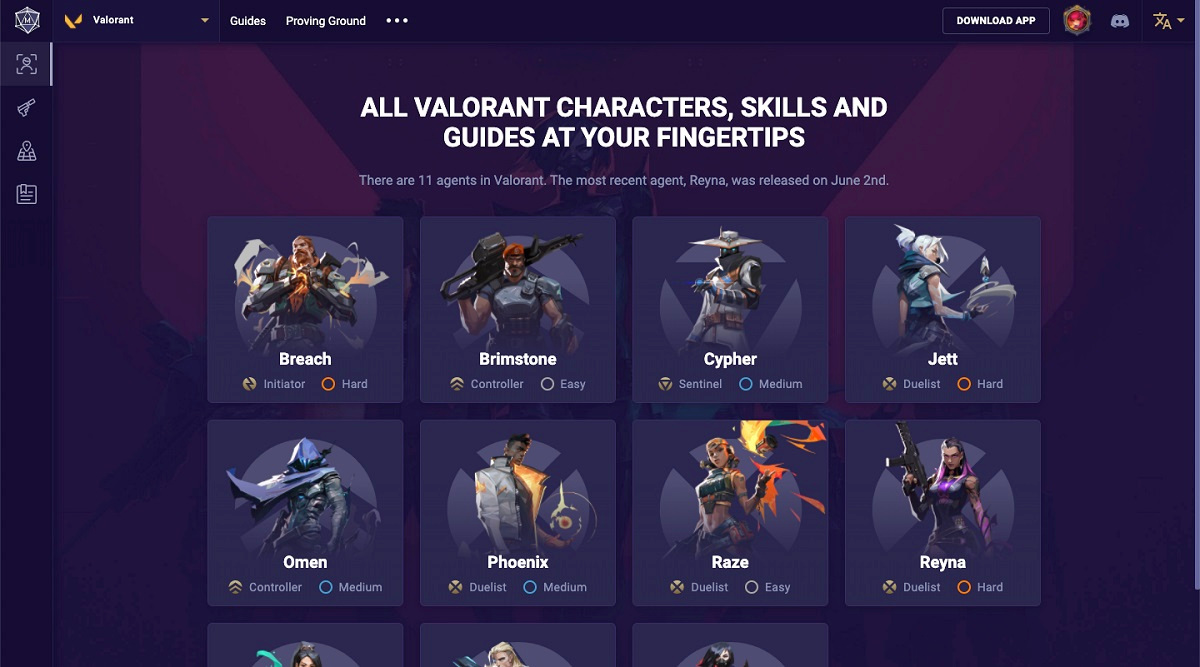 Valorant
Guides
Proving Ground
DOWNLOAD APP
ALL VALORANT CHARACTERS, SKILLS AND
GUIDES AT YOUR FINGERTIPS
There are 11 agents in Valorant. The most recent agent, Reyna, was released on June 2nd.
Breach
Initiator Hard
Brimstone
Controller Easy
Cypher
Sentinel Medium
Jett
Duelist Hard
Omen
Controller Medium
Phoenix
Duelist Medium
Raze
Duelist Easy
Reyna
Duelist Hard